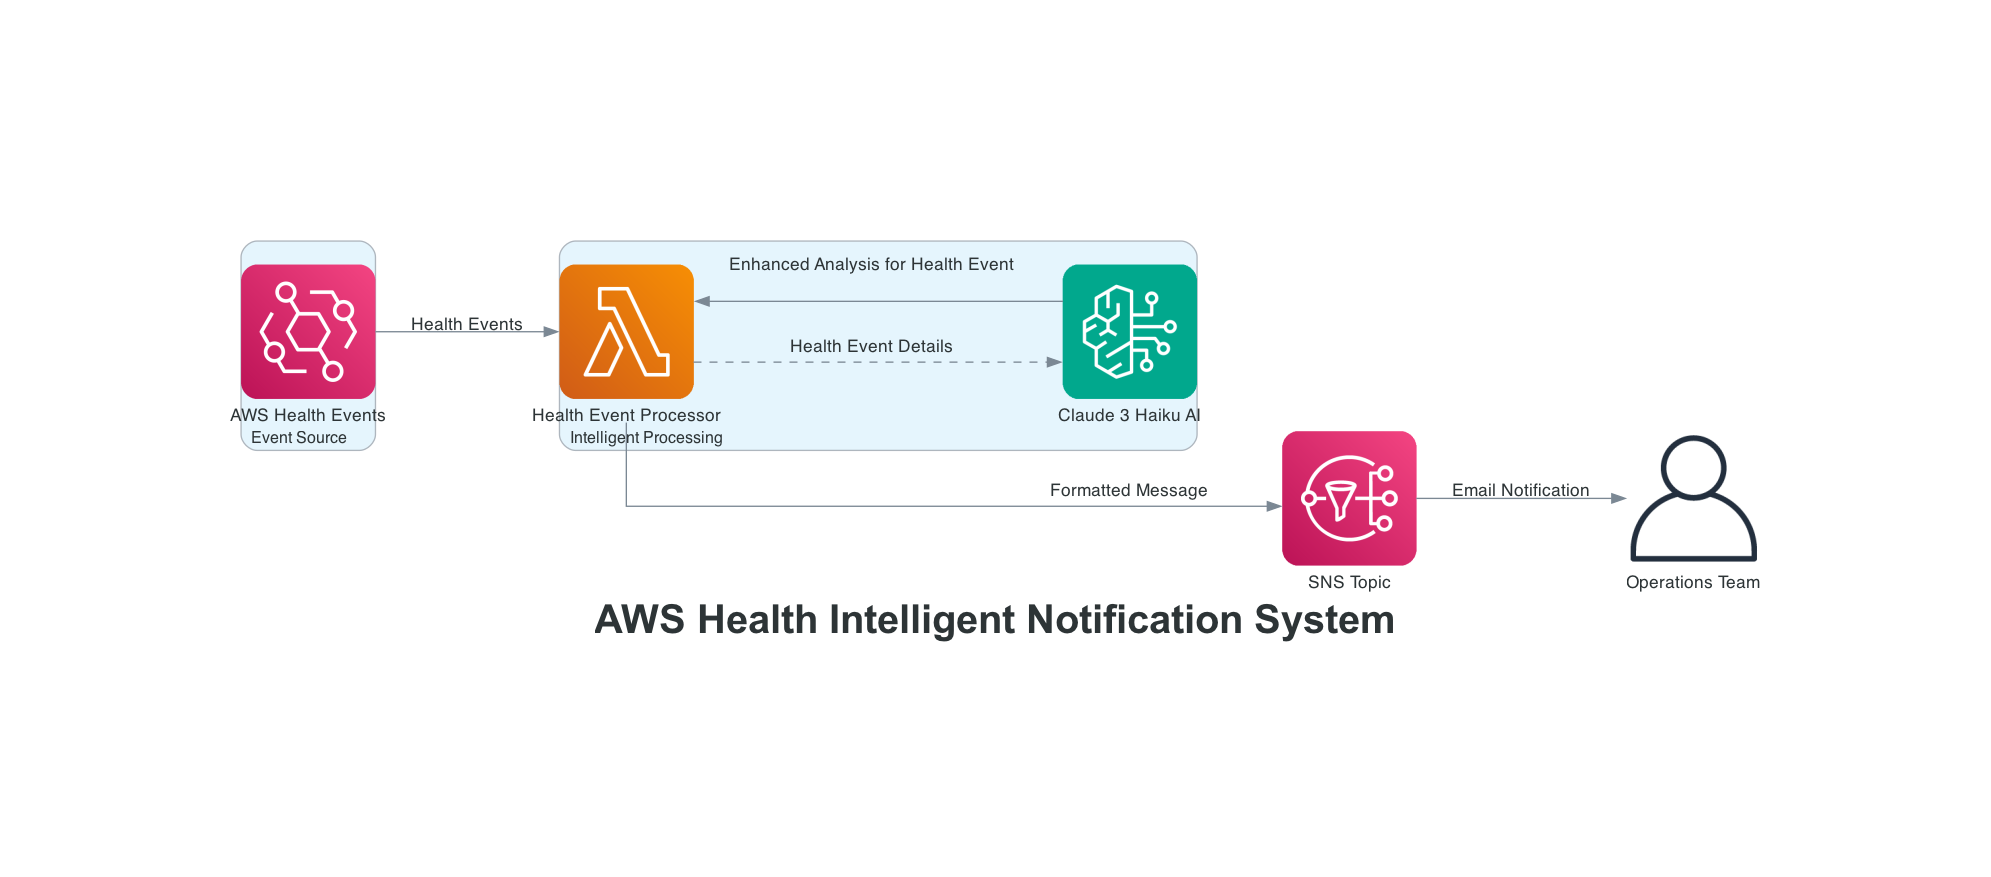 Enhanced Analysis for Health Event
Health Events
Health Event Details
AWS Health Events
Event Source
Health Event Processor
Intelligent Processing
Claude 3 Haiku AI
Formatted Message
Email Notification
SNS Topic
Operations Team
AWS Health Intelligent Notification System